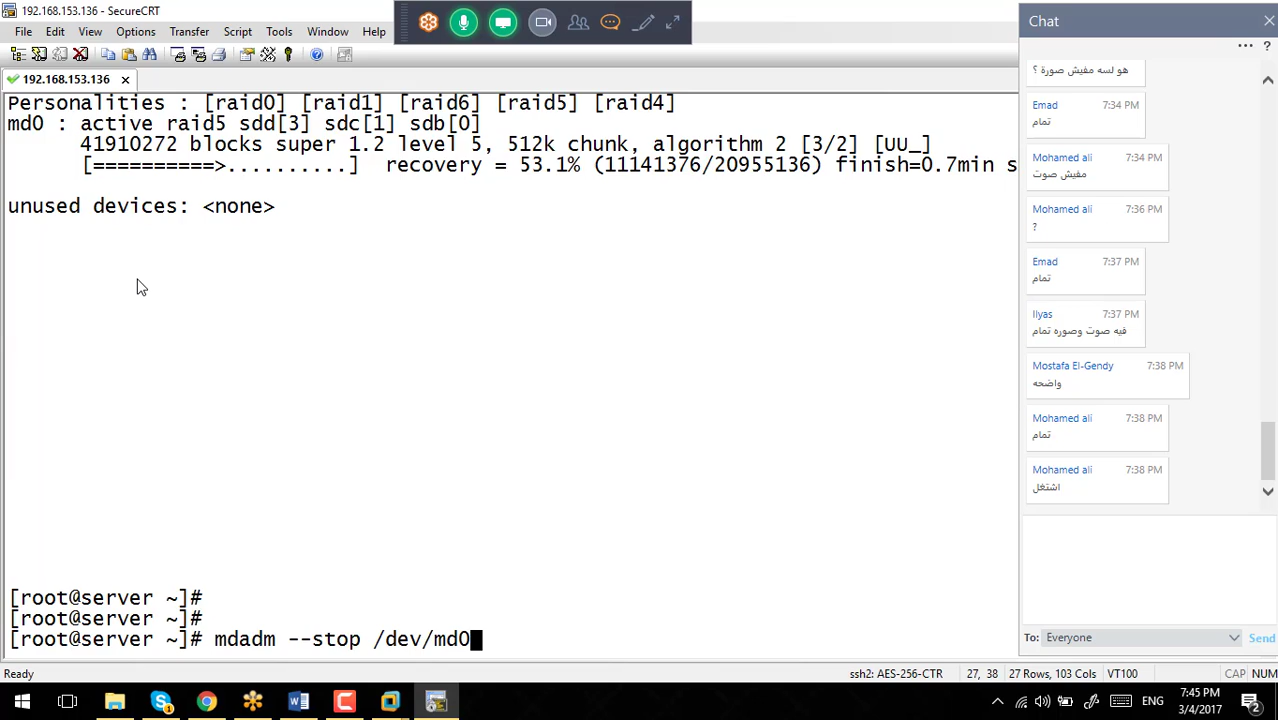 192.168.153.136 - SecureCRT
File Edit View Options Transfer Script Tools Window Help
192.168.153.136
Personalities : [raid0] [raid1] [raid6] [raid5] [raid4]
md0 : active raid5 sdd[3] sdc[1] sdb[0]
41910272 blocks super 1.2 level 5, 512k chunk, algorithm 2 [3/2] [UU_]
[==========>..........] recovery = 53.1% (11141376/20955136) finish=0.7min s
unused devices: <none>
[root@server ~]#
[root@server ~]#
[root@server ~]# mdadm --stop /dev/md0
Ready
ssh2: AES-256-CTR 27, 38 27 Rows, 103 Cols VT100 CAP NUM
Chat
هو لسه مفيش صورة ؟
Emad 7:34 PM
تمام
Mohamed ali 7:34 PM
مفيش صوت
Mohamed ali 7:36 PM
?
Emad 7:37 PM
تمام
Ilyas 7:37 PM
فيه صوت وصوره تمام
Mostafa El-Gendy 7:38 PM
واضحه
Mohamed ali 7:38 PM
تمام
Mohamed ali 7:38 PM
اشتغل
To: Everyone Send
ENG
7:45 PM
3/4/2017
2